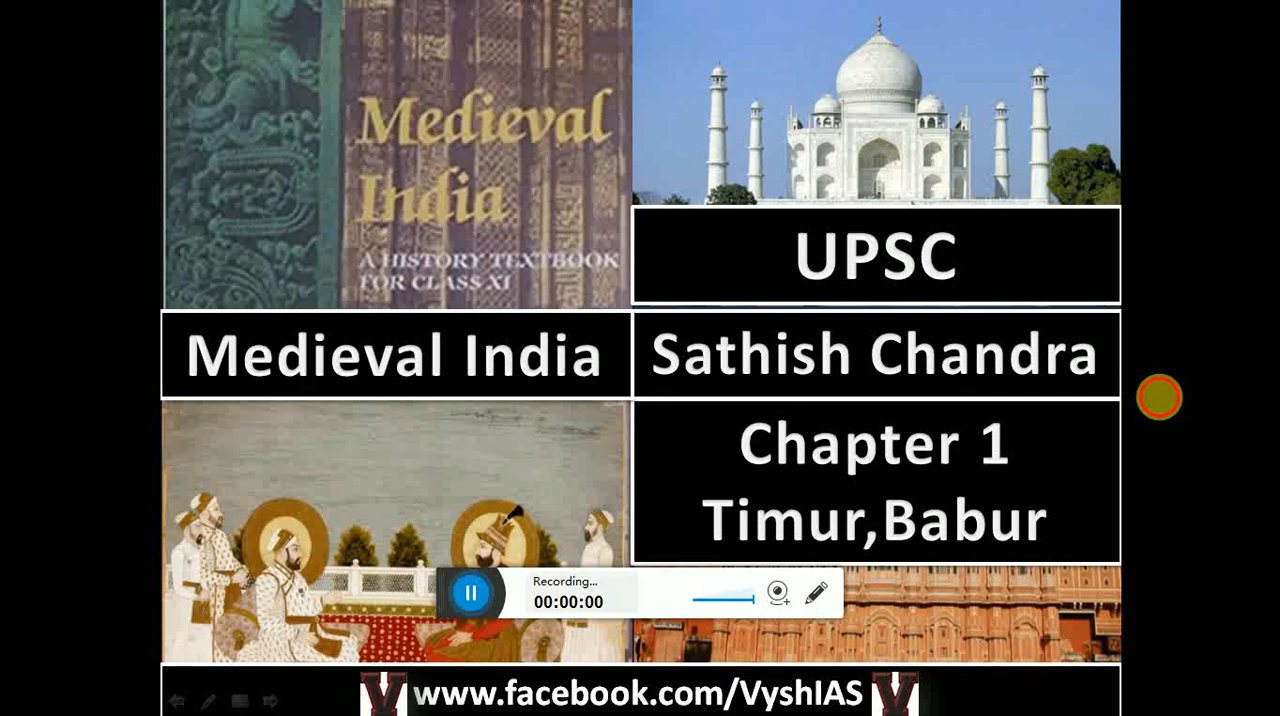 Medieval
India
A HISTORY TEXTBOOK
FOR CLASS XI
UPSC
Medieval India
Sathish Chandra
Chapter 1
Timur,Babur
Recording...
00:00:00
V www.facebook.com/VyshIAS V